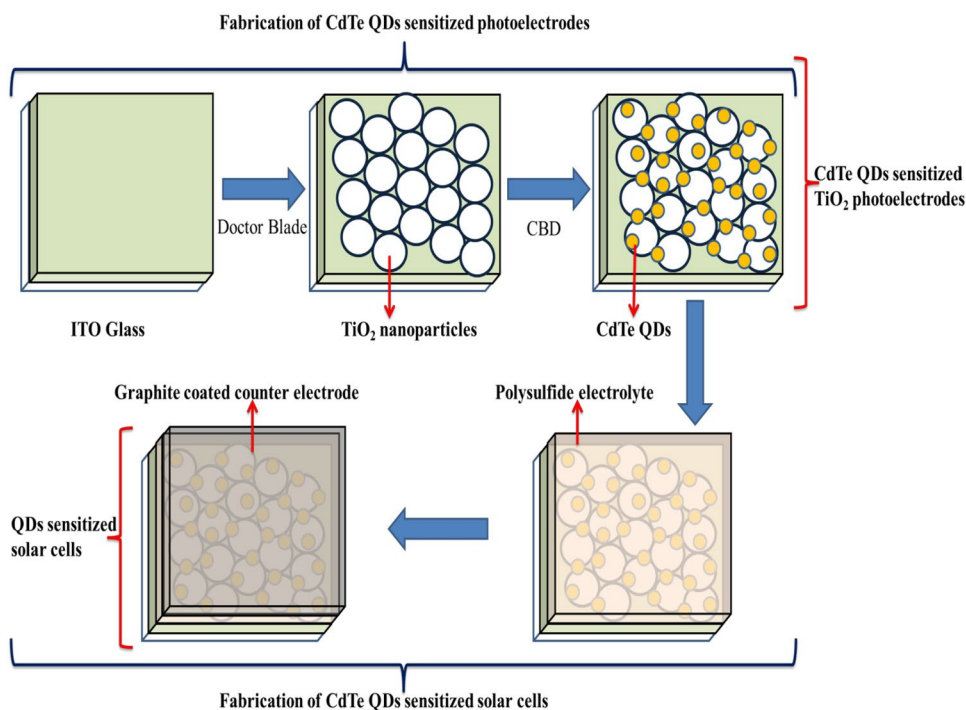 Fabrication of CdTe QDs sensitized photoelectrodes
Doctor Blade
CBD
CdTe QDs sensitized
TiO₂ photoelectrodes
ITO Glass
TiO₂ nanoparticles
CdTe QDs
Graphite coated counter electrode
Polysulfide electrolyte
QDs sensitized
solar cells
Fabrication of CdTe QDs sensitized solar cells